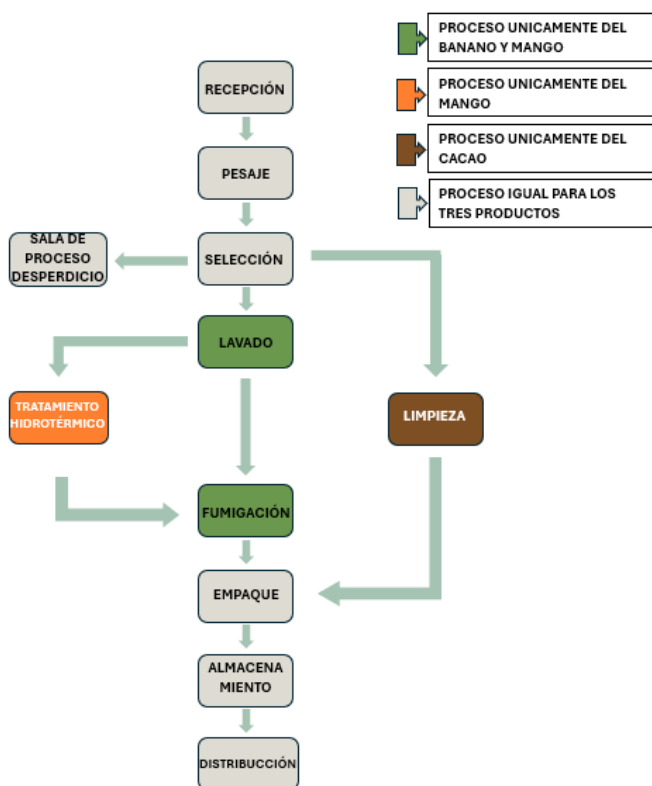 PROCESO UNICAMENTE DEL
BANANO Y MANGO
PROCESO UNICAMENTE DEL
MANGO
PROCESO UNICAMENTE DEL
CACAO
PROCESO IGUAL PARA LOS
TRES PRODUCTOS
RECEPCIÓN
PESAJE
SALA DE
PROCESO
DESPERDICIO
SELECCIÓN
LAVADO
TRATAMIENTO
HIDROTÉRMICO
LIMPIEZA
FUMIGACIÓN
EMPAQUE
ALMACENA
MIENTO
DISTRIBUCCIÓN